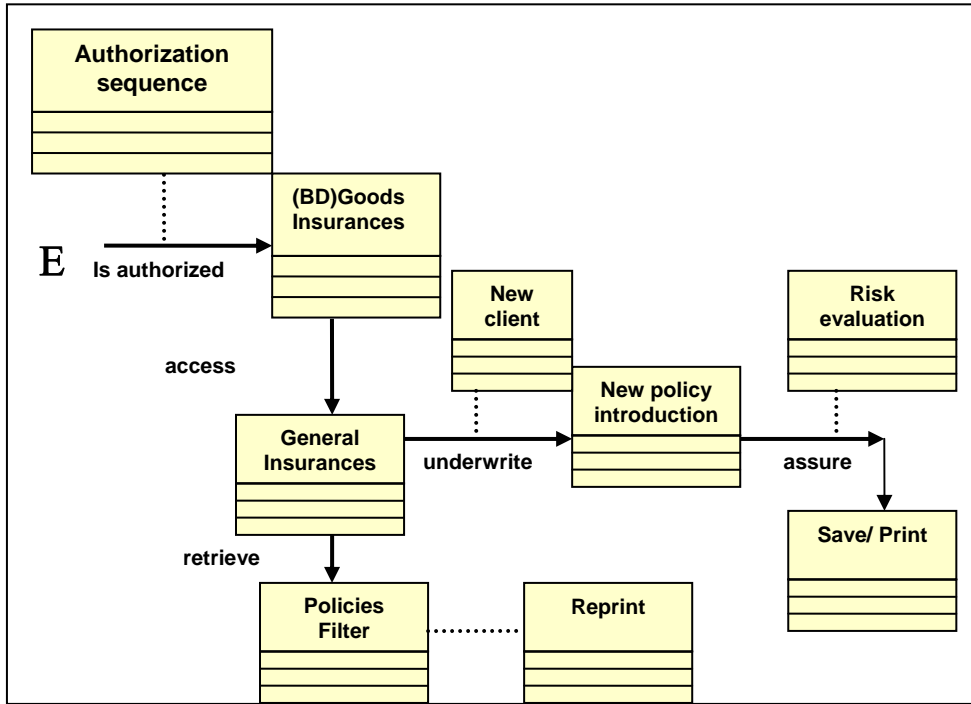 Authorization
sequence
(BD)Goods
Insurances
E
Is authorized
New
client
Risk
evaluation
access
New policy
introduction
General
Insurances
underwrite
assure
Save/ Print
retrieve
Policies
Filter
Reprint